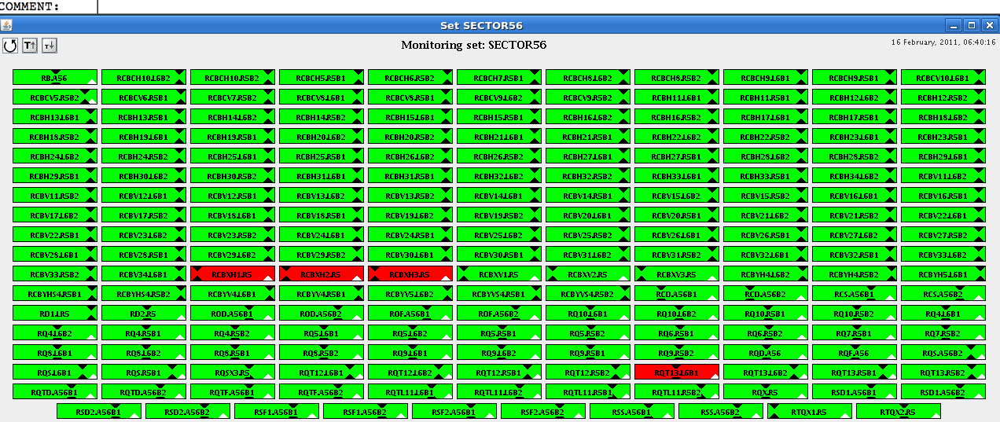 COMMENT:
Set SECTOR56
T↑ T↓ Monitoring set: SECTOR56 16 February, 2011, 06:40:16
RB.A56 RCBCH10.L6B2 RCBCH10.R5B2 RCBCH5.R5B1 RCBCH6.R5B2 RCBCH7.R5B1 RCBCH8.L6B2 RCBCH8.R5B2 RCBCH9.L6B1 RCBCH9.R5B1 RCBCV10.L6B1
RCBCV5.R5B2 RCBCV6.R5B1 RCBCV7.R5B2 RCBCV8.L6B1 RCBCV8.R5B1 RCBCV9.L6B2 RCBCV9.R5B2 RCBH11.L6B1 RCBH11.R5B1 RCBH12.L6B2 RCBH12.R5B2
RCBH13.L6B1 RCBH13.R5B1 RCBH14.L6B2 RCBH14.R5B2 RCBH15.L6B1 RCBH15.R5B1 RCBH16.L6B2 RCBH16.R5B2 RCBH17.L6B1 RCBH17.R5B1 RCBH18.L6B2
RCBH18.R5B2 RCBH19.L6B1 RCBH19.R5B1 RCBH20.L6B2 RCBH20.R5B2 RCBH21.L6B1 RCBH21.R5B1 RCBH22.L6B2 RCBH22.R5B2 RCBH23.L6B1 RCBH23.R5B1
RCBH24.L6B2 RCBH24.R5B2 RCBH25.L6B1 RCBH25.R5B1 RCBH26.L6B2 RCBH26.R5B2 RCBH27.L6B1 RCBH27.R5B1 RCBH28.L6B2 RCBH28.R5B2 RCBH29.L6B1
RCBH29.R5B1 RCBH30.L6B2 RCBH30.R5B2 RCBH31.L6B1 RCBH31.R5B1 RCBH32.L6B2 RCBH32.R5B2 RCBH33.L6B1 RCBH33.R5B1 RCBH34.L6B2 RCBV11.L6B2
RCBV11.R5B2 RCBV12.L6B1 RCBV12.R5B1 RCBV13.L6B2 RCBV13.R5B2 RCBV14.L6B1 RCBV14.R5B1 RCBV15.L6B2 RCBV15.R5B2 RCBV16.L6B1 RCBV16.R5B1
RCBV17.L6B2 RCBV17.R5B2 RCBV18.L6B1 RCBV18.R5B1 RCBV19.L6B2 RCBV19.R5B2 RCBV20.L6B1 RCBV20.R5B1 RCBV21.L6B2 RCBV21.R5B2 RCBV22.L6B1
RCBV22.R5B1 RCBV23.L6B2 RCBV23.R5B2 RCBV24.L6B1 RCBV24.R5B1 RCBV25.L6B2 RCBV25.R5B2 RCBV26.L6B1 RCBV26.R5B1 RCBV27.L6B2 RCBV27.R5B2
RCBV28.L6B1 RCBV28.R5B1 RCBV29.L6B2 RCBV29.R5B2 RCBV30.L6B1 RCBV30.R5B1 RCBV31.L6B2 RCBV31.R5B2 RCBV32.L6B1 RCBV32.R5B1 RCBV33.L6B2
RCBV33.R5B2 RCBV34.L6B1 RCBXH1.R5 RCBXH2.R5 RCBXH3.R5 RCBXV1.R5 RCBXV2.R5 RCBXV3.R5 RCBYH4.L6B2 RCBYH4.R5B2 RCBYH5.L6B1
RCBYHS4.R5B1 RCBYHS4.R5B2 RCBYV4.L6B1 RCBYV4.R5B1 RCBYV5.L6B2 RCBYVS4.R5B1 RCBYVS4.R5B2 RCD.A56B1 RCD.A56B2 RCS.A56B1 RCS.A56B2
RD1.LR5 RD2.R5 ROD.A56B1 ROD.A56B2 ROF.A56B1 ROF.A56B2 RQ10.L6B1 RQ10.L6B2 RQ10.R5B1 RQ10.R5B2 RQ4.L6B1
RQ4.L6B2 RQ4.R5B1 RQ4.R5B2 RQ5.L6B1 RQ5.L6B2 RQ5.R5B1 RQ5.R5B2 RQ6.R5B1 RQ6.R5B2 RQ7.R5B1 RQ7.R5B2
RQ8.L6B1 RQ8.L6B2 RQ8.R5B1 RQ8.R5B2 RQ9.L6B1 RQ9.L6B2 RQ9.R5B1 RQ9.R5B2 RQD.A56 RQF.A56 RQS.A56B2
RQS.L6B1 RQS.R5B1 RQSX3.R5 RQT12.L6B1 RQT12.L6B2 RQT12.R5B1 RQT12.R5B2 RQT13.L6B1 RQT13.L6B2 RQT13.R5B1 RQT13.R5B2
RQTD.A56B1 RQTD.A56B2 RQTF.A56B1 RQTF.A56B2 RQTL11.L6B1 RQTL11.L6B2 RQTL11.R5B1 RQTL11.R5B2 RQX.R5 RSD1.A56B1 RSD1.A56B2
RSD2.A56B1 RSD2.A56B2 RSF1.A56B1 RSF1.A56B2 RSF2.A56B1 RSF2.A56B2 RSS.A56B1 RSS.A56B2 RTQX1.R5 RTQX2.R5